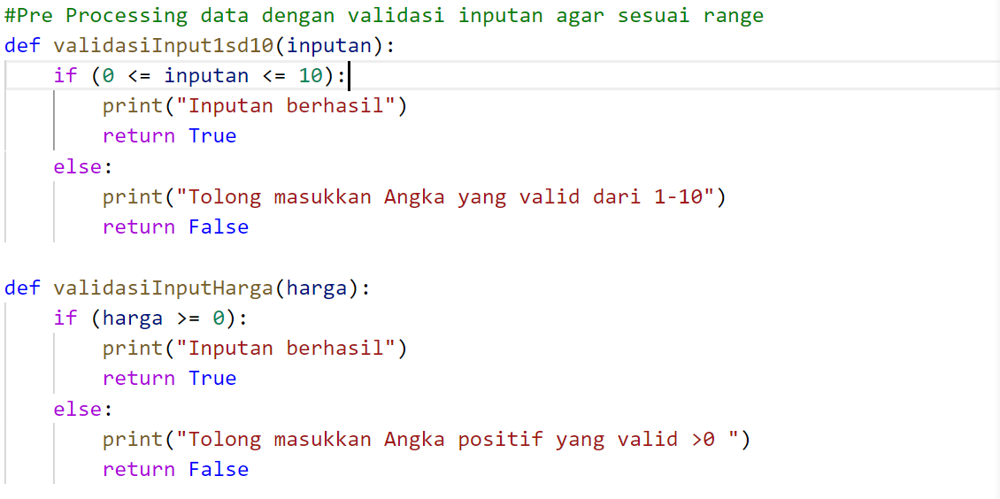 #Pre Processing data dengan validasi inputan agar sesuai range
def validasiInput1sd10(inputan):
    if (0 <= inputan <= 10):
        print("Inputan berhasil")
        return True
    else:
        print("Tolong masukkan Angka yang valid dari 1-10")
        return False

def validasiInputHarga(harga):
    if (harga >= 0):
        print("Inputan berhasil")
        return True
    else:
        print("Tolong masukkan Angka positif yang valid >0 ")
        return False